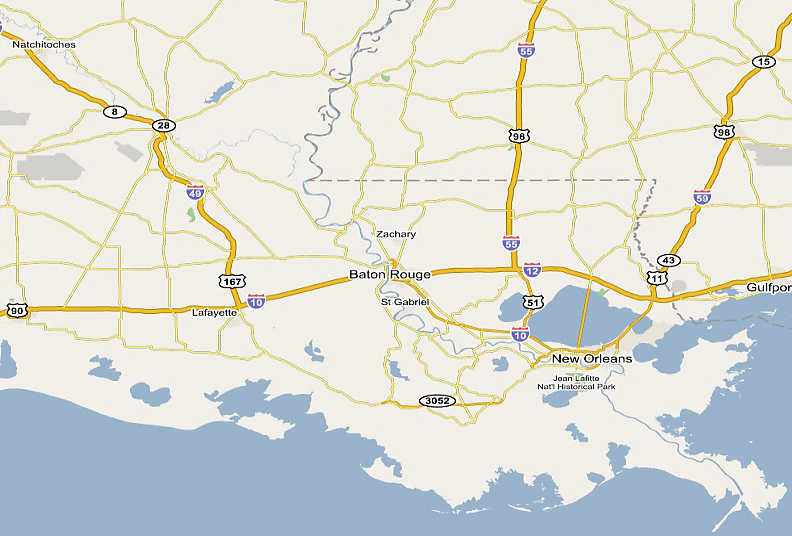 Natchitoches
55
15
8
28
98
98
49
59
Zachary
55
43
12
Baton Rouge
167
11
Gulfpor
10
St Gabriel
51
90
Lafayette
10
New Orleans
Jean Lafitte
Nat'l Historical Park
3052